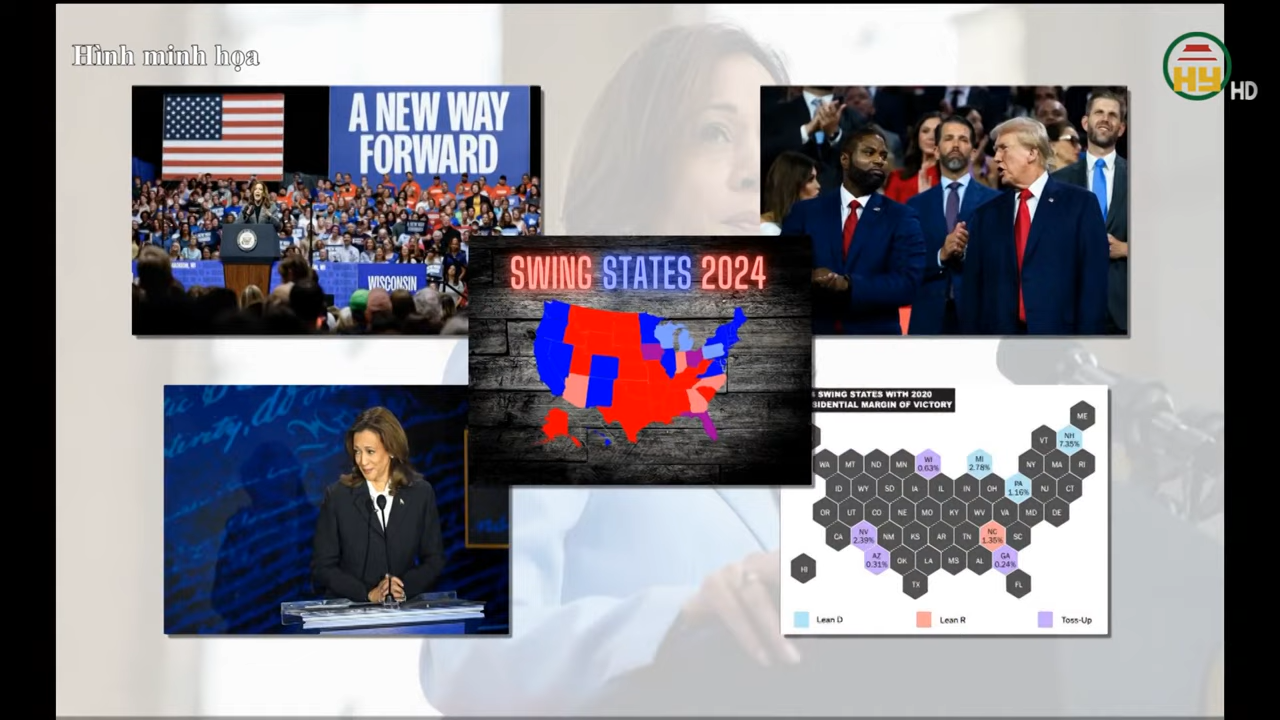 Hình minh họa
HY HD
A NEW WAY
FORWARD
WISCONSIN
SWING STATES 2024
SWING STATES WITH 2020
IDENTIAL MARGIN OF VICTORY
ME
VT NH 7.35%
WA MT ND MN WI 0.63% MI 2.78% NY MA RI
ID WY SD IA IL IN OH PA 1.16% NJ CT
OR UT CO NE MO KY WV VA MD DE
CA NV 2.39% NM KS AR TN NC 1.35% SC
AZ 0.31% OK LA MS AL GA 0.24%
HI TX FL
Lean D Lean R Toss-Up